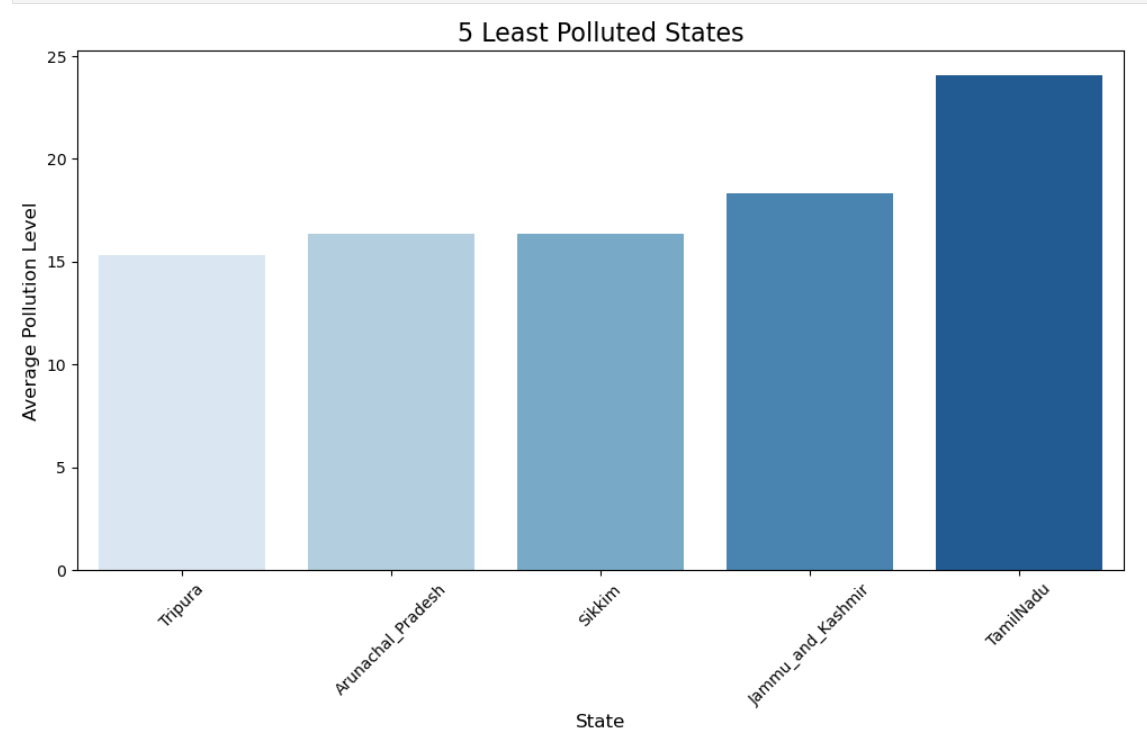 5 Least Polluted States
Average Pollution Level
25
20
15
10
5
0
Tripura
Arunachal_Pradesh
Sikkim
Jammu_and_Kashmir
TamilNadu
State